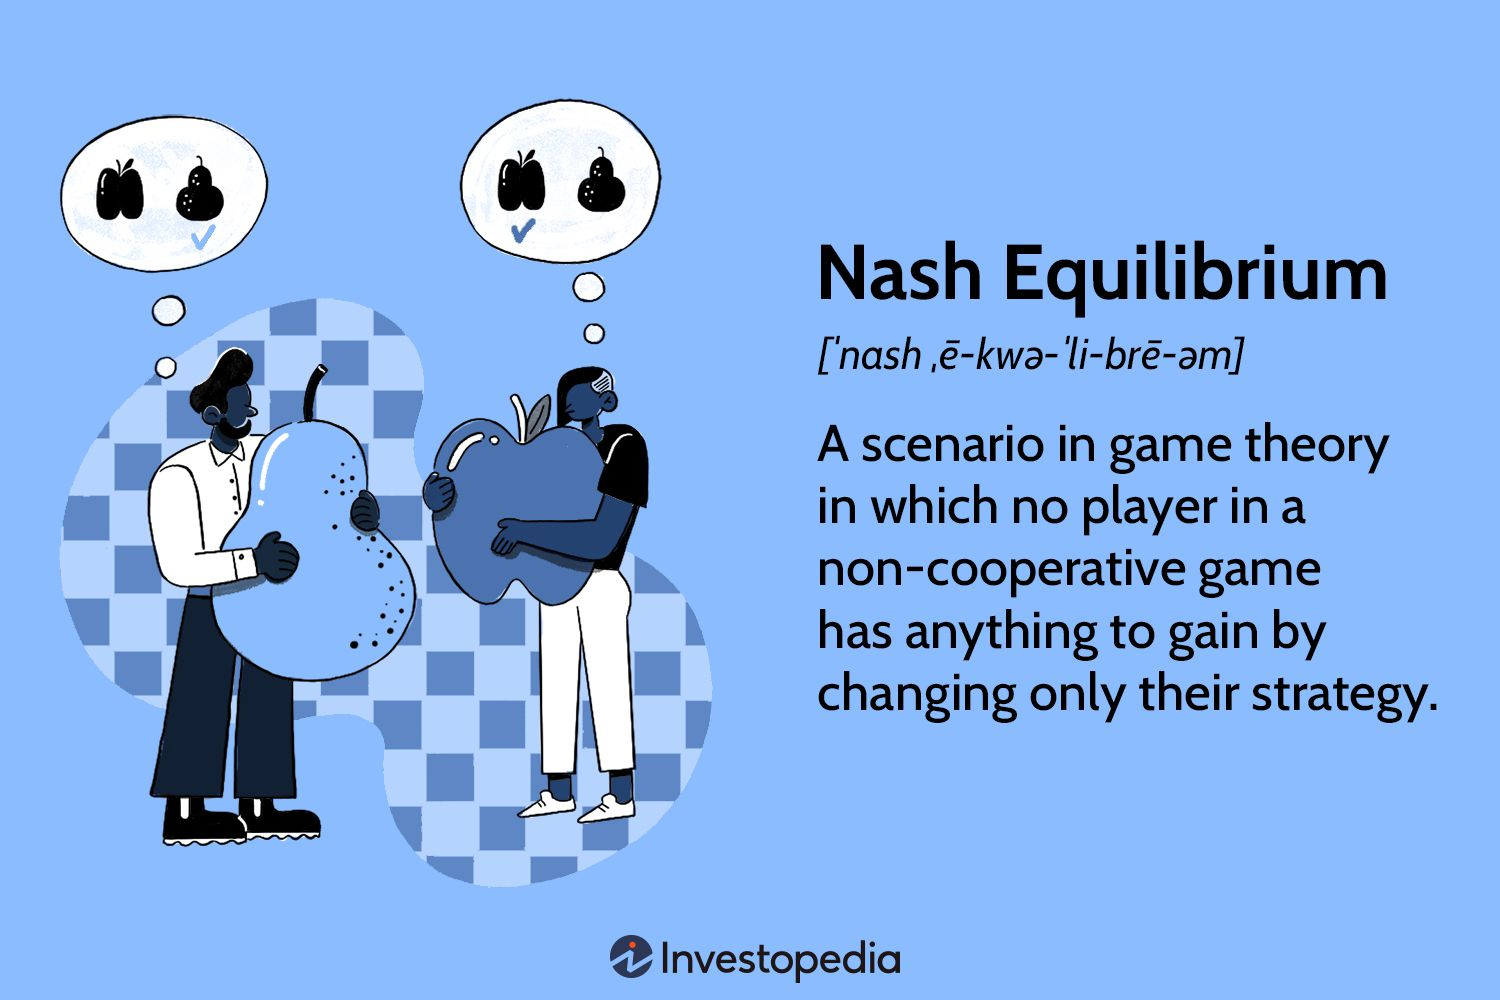 Nash Equilibrium
[ˈnash ˌē-kwə-ˈli-brē-əm]
A scenario in game theory
in which no player in a
non-cooperative game
has anything to gain by
changing only their strategy.
Investopedia